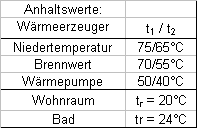 Anhaltswerte:
Wärmeerzeuger t₁ / t₂
Niedertemperatur 75/65°C
Brennwert 70/55°C
Wärmepumpe 50/40°C
Wohnraum tᵣ = 20°C
Bad tr = 24°C